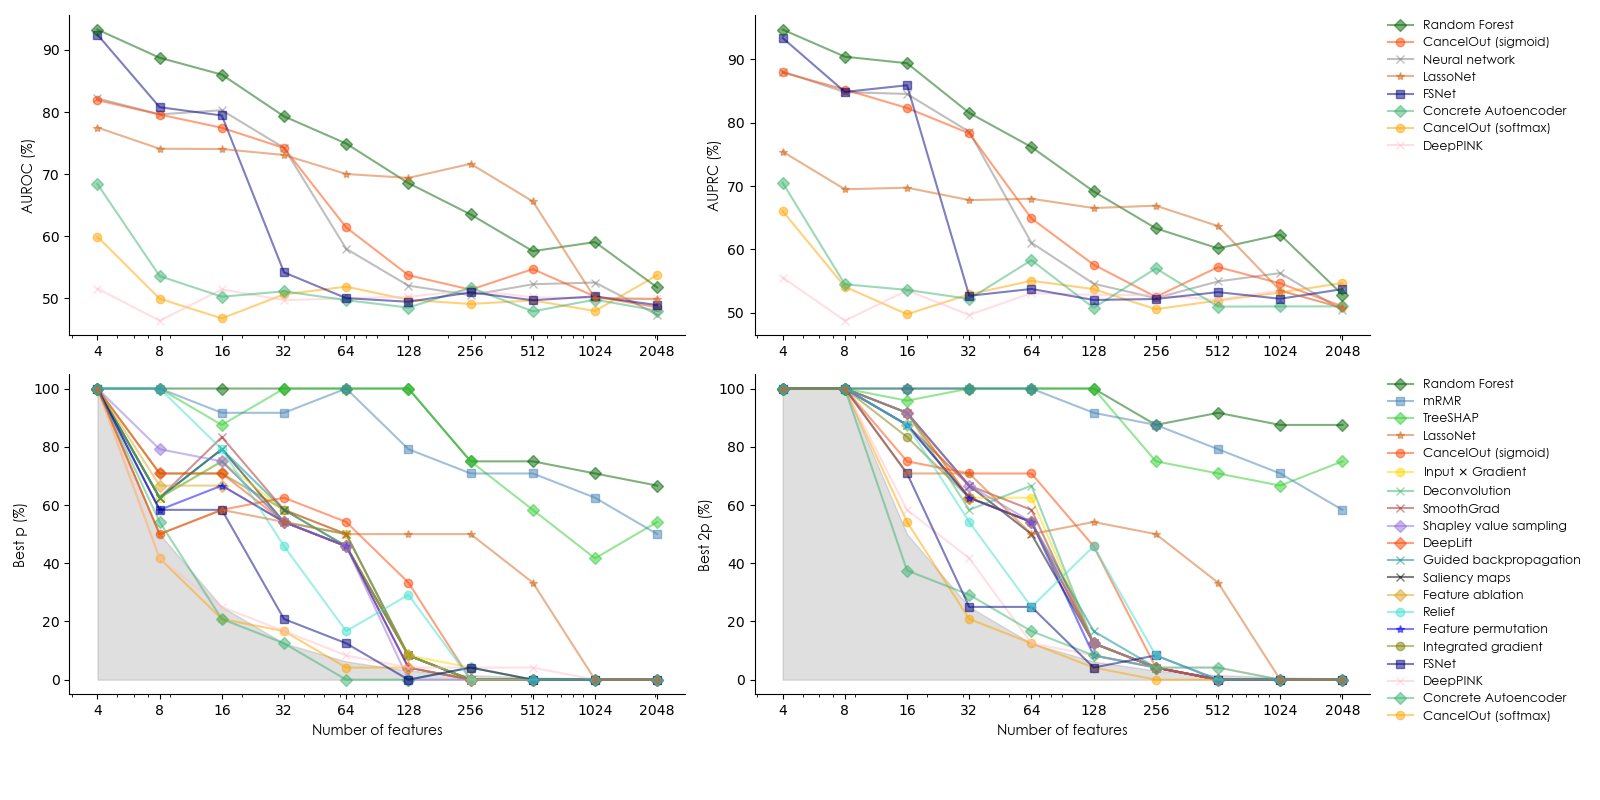 AUROC (%)
90
80
70
60
50
4 8 16 32 64 128 256 512 1024 2048
AUPRC (%)
90
80
70
60
50
4 8 16 32 64 128 256 512 1024 2048
Random Forest
CancelOut (sigmoid)
Neural network
LassoNet
FSNet
Concrete Autoencoder
CancelOut (softmax)
DeepPINK
Best p (%)
100
80
60
40
20
0
4 8 16 32 64 128 256 512 1024 2048
Number of features
Best 2p (%)
100
80
60
40
20
0
4 8 16 32 64 128 256 512 1024 2048
Number of features
Random Forest
mRMR
TreeSHAP
LassoNet
CancelOut (sigmoid)
Input × Gradient
Deconvolution
SmoothGrad
Shapley value sampling
DeepLift
Guided backpropagation
Saliency maps
Feature ablation
Relief
Feature permutation
Integrated gradient
FSNet
DeepPINK
Concrete Autoencoder
CancelOut (softmax)